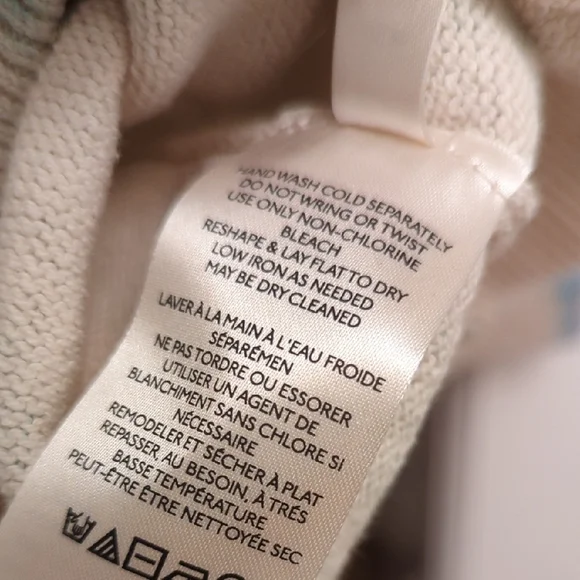 HAND WASH COLD SEPARATELY
DO NOT WRING OR TWIST
USE ONLY NON-CHLORINE
BLEACH
RESHAPE & LAY FLAT TO DRY
LOW IRON AS NEEDED
MAY BE DRY CLEANED
LAVER À LA MAIN À L'EAU FROIDE
SÉPARÉMEN
NE PAS TORDRE OU ESSORER
UTILISER UN AGENT DE
BLANCHIMENT SANS CHLORE SI
NÉCESSAIRE
REMODELER ET SÉCHER À PLAT
REPASSER AU BESOIN, À TRÉS
BASSE TEMPÉRATURE
PEUT-ÊTRE ÊTRE NETTOYÉE SEC